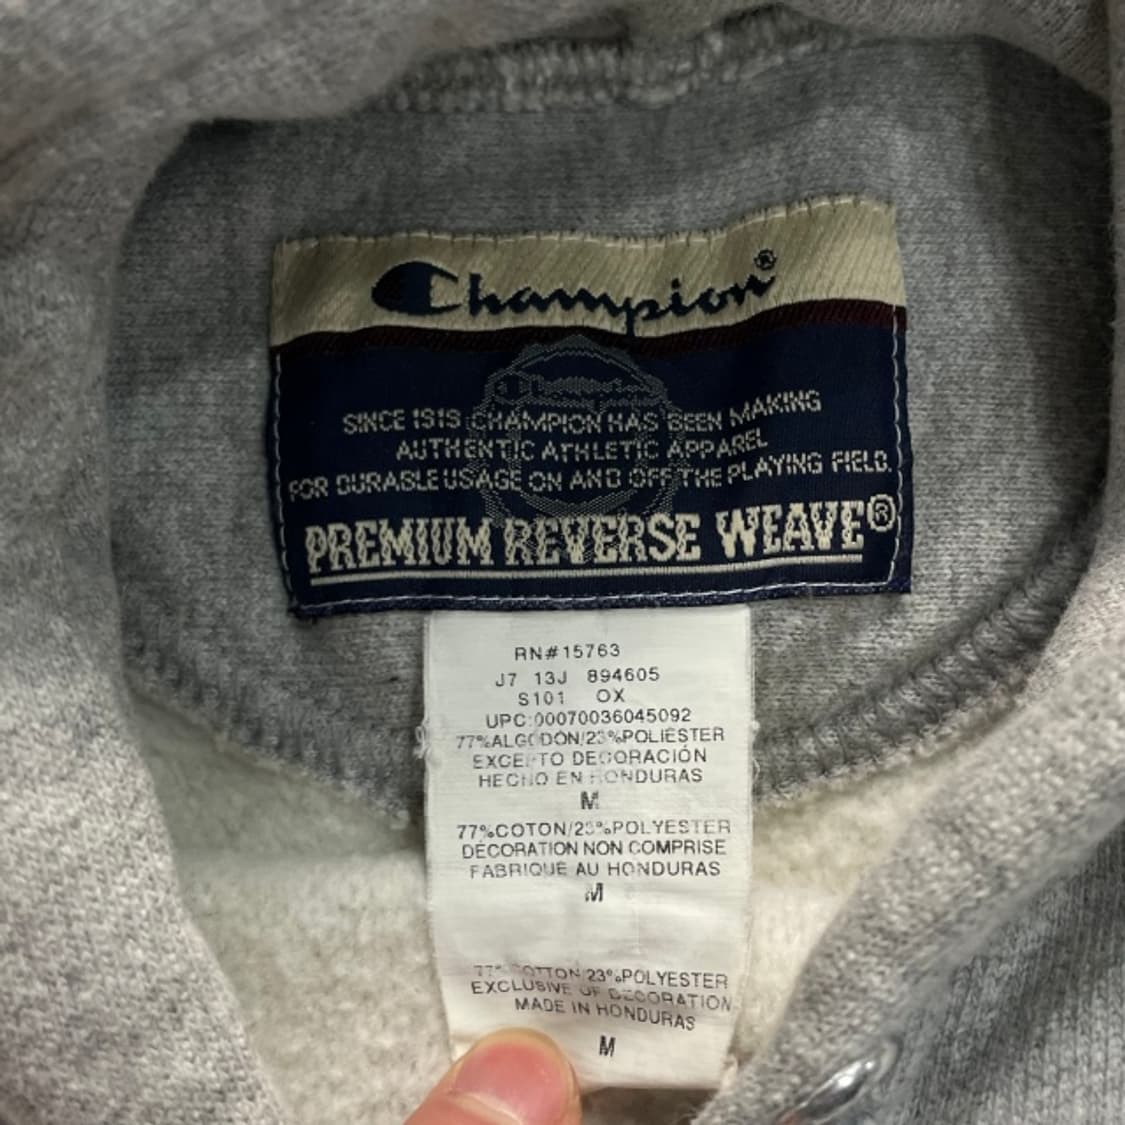 Champion®
Champion
SINCE 1919 CHAMPION HAS BEEN MAKING
AUTHENTIC ATHLETIC APPAREL
FOR DURABLE USAGE ON AND OFF THE PLAYING FIELD.
PREMIUM REVERSE WEAVE®
RN#15763
J7 13J 894605
S101 OX
UPC:00070036045092
77%ALGODON/23%POLIÉSTER
EXCEPTO DECORACIÓN
HECHO EN HONDURAS
M
77%COTON/23%POLYESTER
DÉCORATION NON COMPRISE
FABRIQUÉ AU HONDURAS
M
77%COTTON/23%POLYESTER
EXCLUSIVE OF DECORATION
MADE IN HONDURAS
M